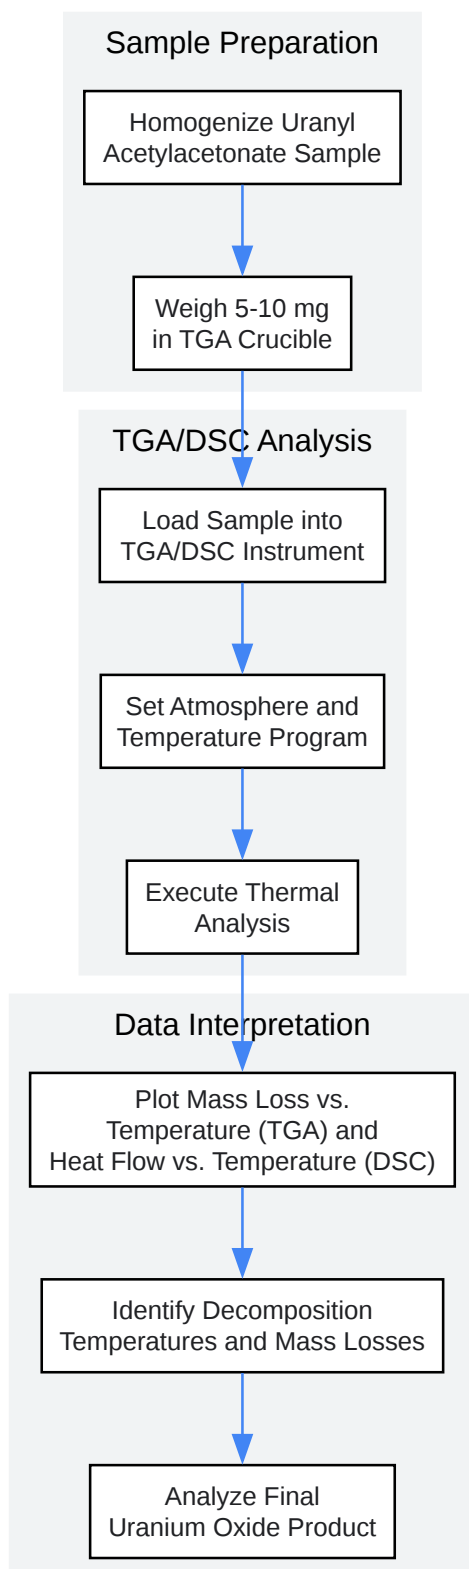 Sample Preparation
Homogenize Uranyl
Acetylacetonate Sample
Weigh 5-10 mg
in TGA Crucible
TGA/DSC Analysis
Load Sample into
TGA/DSC Instrument
Set Atmosphere and
Temperature Program
Execute Thermal
Analysis
Data Interpretation
Plot Mass Loss vs.
Temperature (TGA) and
Heat Flow vs. Temperature (DSC)
Identify Decomposition
Temperatures and Mass Losses
Analyze Final
Uranium Oxide Product